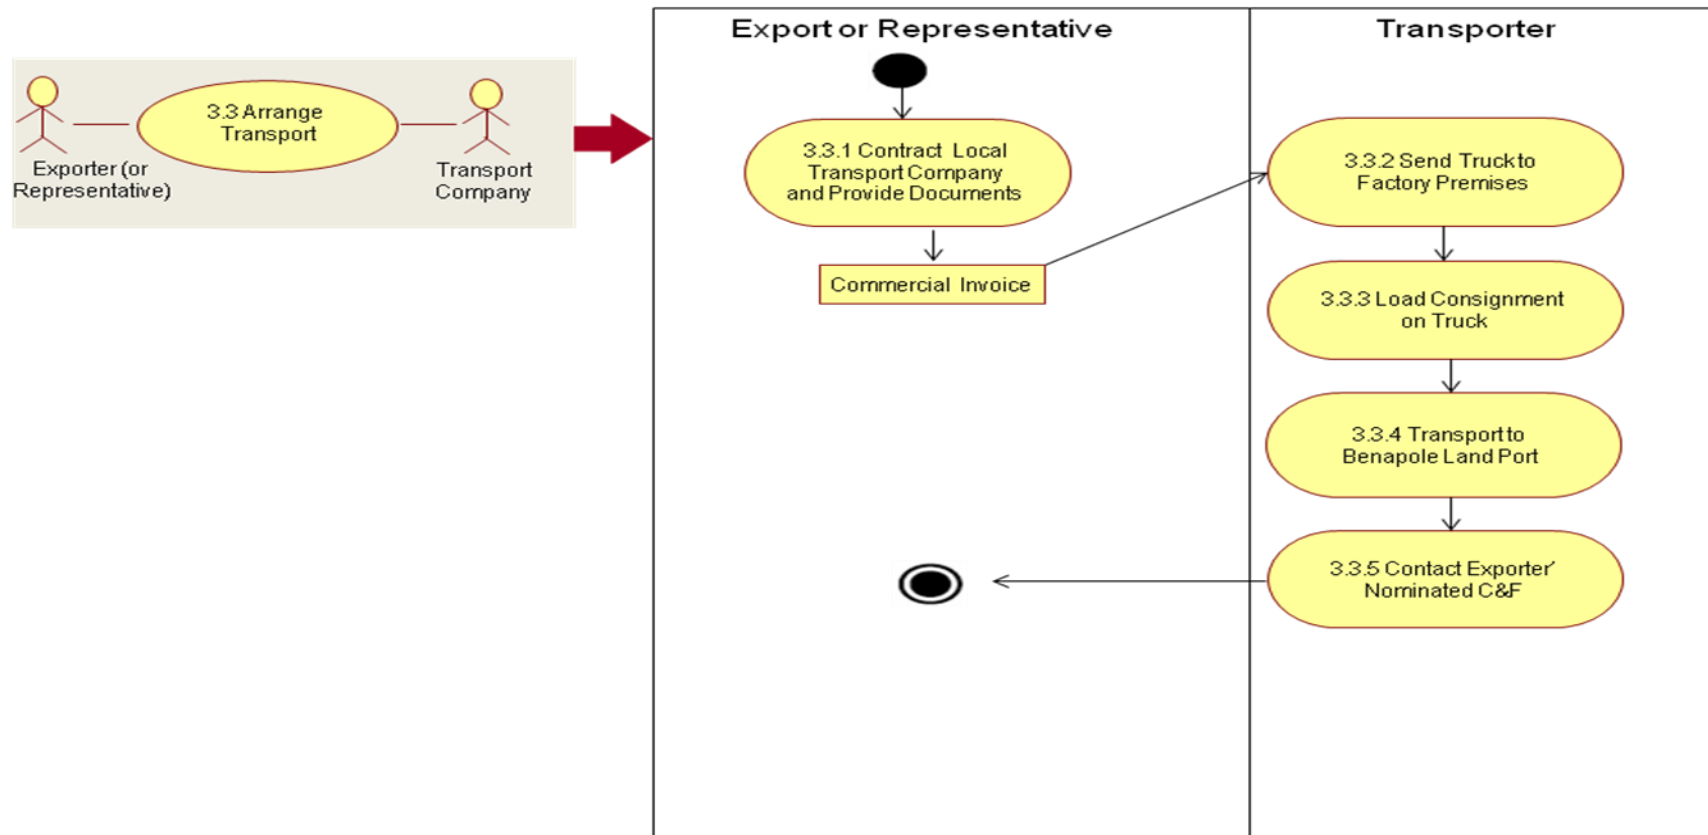 3.3 Arrange
Transport
Exporter (or
Representative)
Transport
Company
Export or Representative
Transporter
3.3.1 Contract Local
Transport Company
and Provide Documents
Commercial Invoice
3.3.2 Send Truck to
Factory Premises
3.3.3 Load Consignment
on Truck
3.3.4 Transport to
Benapole Land Port
3.3.5 Contact Exporter'
Nominated C&F